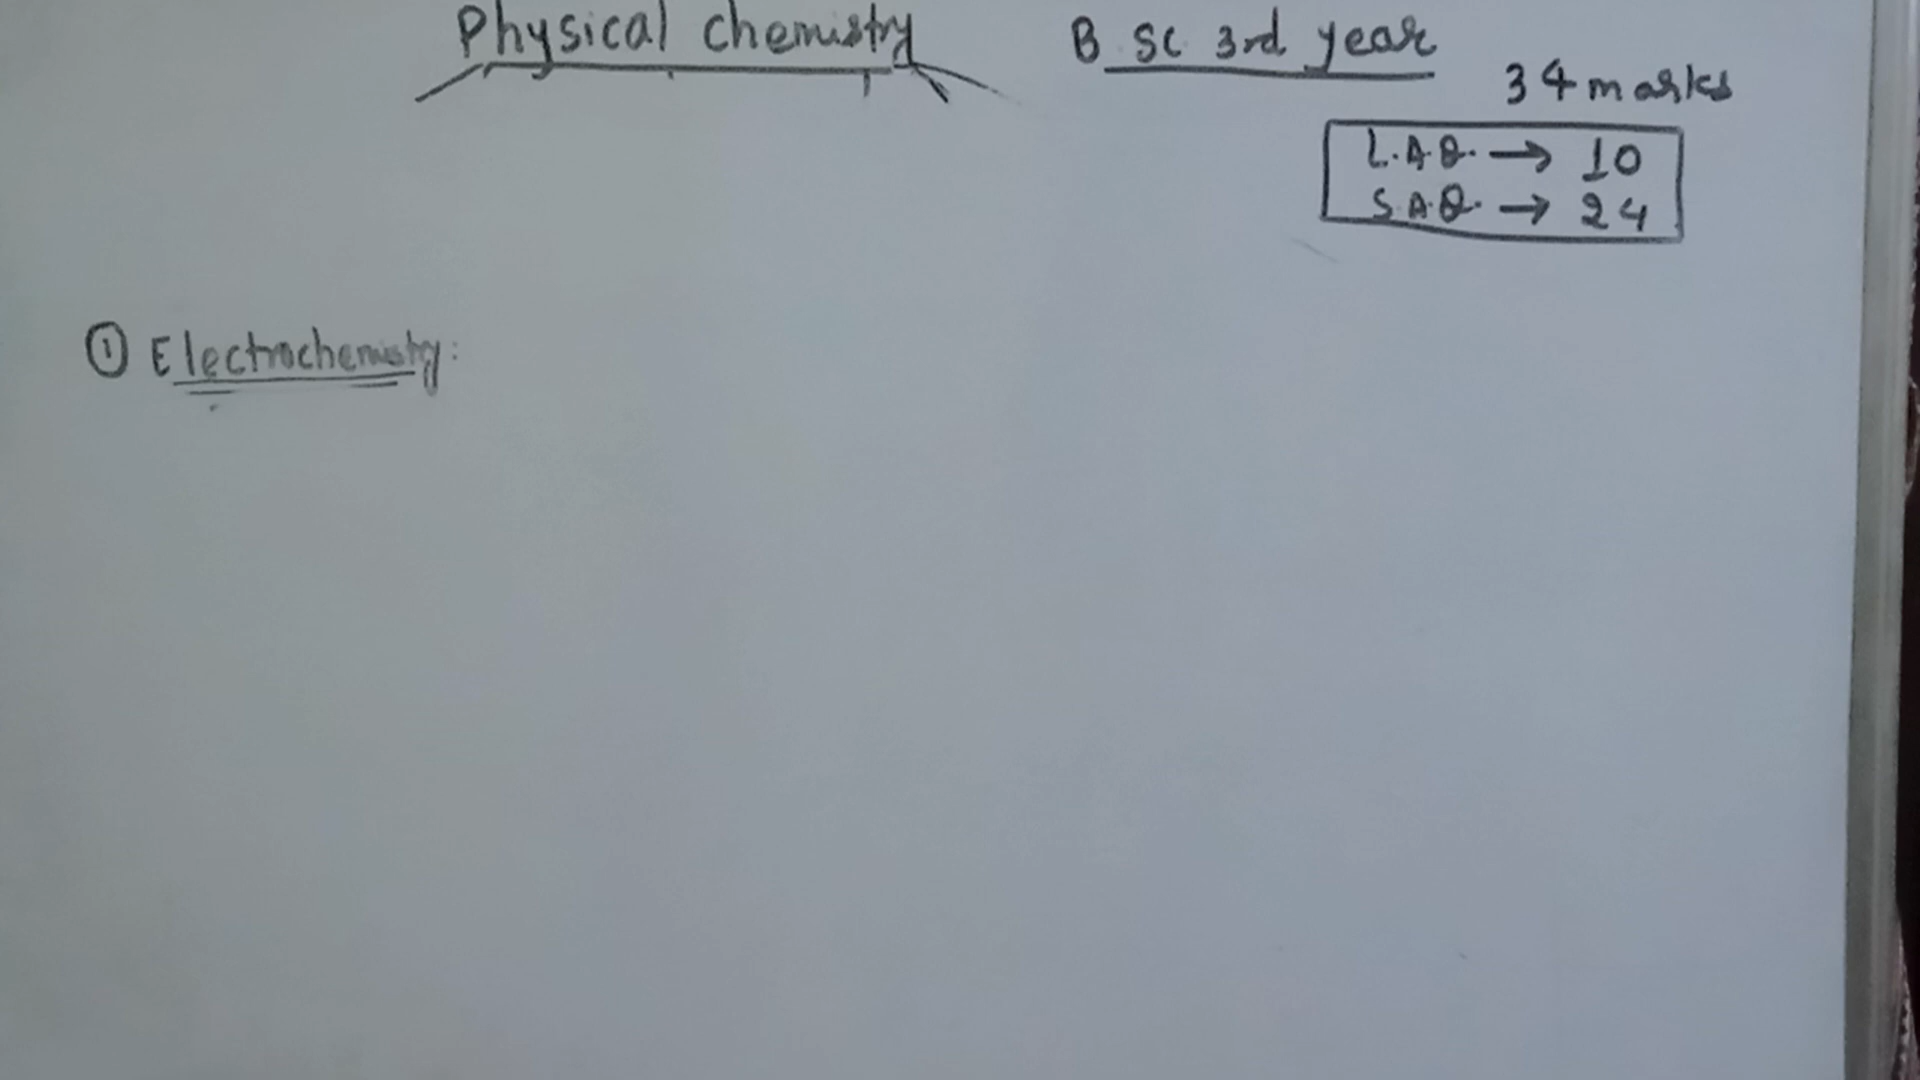 Physical chemistry B SC 3rd year
34 marks
L.A.Q. → 10
S.A.Q. → 24
① Electrochemistry: